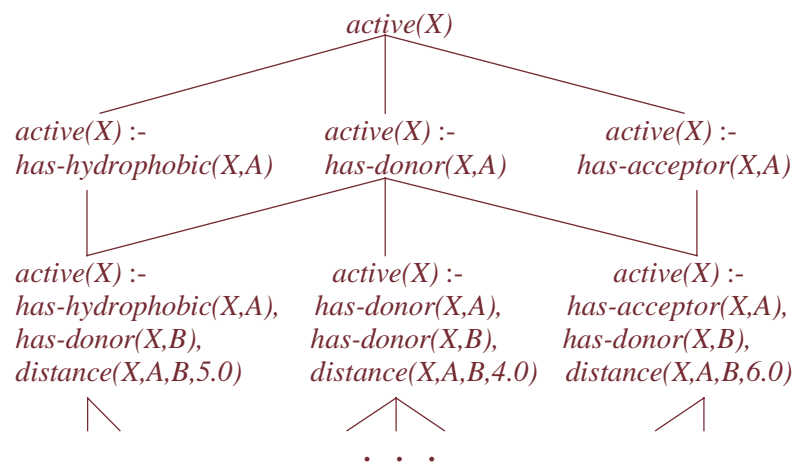 active(X)
active(X) :-
has-hydrophobic(X,A)
active(X) :-
has-donor(X,A)
active(X) :-
has-acceptor(X,A)
active(X) :-
has-hydrophobic(X,A),
has-donor(X,B),
distance(X,A,B,5.0)
active(X) :-
has-donor(X,A),
has-donor(X,B),
distance(X,A,B,4.0)
active(X) :-
has-acceptor(X,A),
has-donor(X,B),
distance(X,A,B,6.0)
. . .